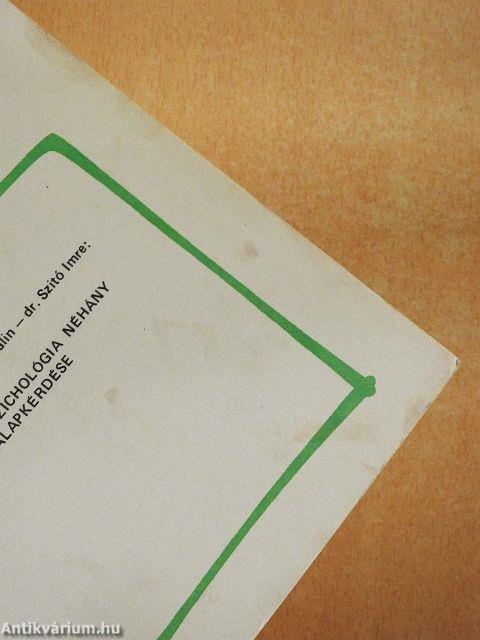 lin – dr. Szitó Imre:
ZICHOLÓGIA NÉHÁNY
ALAPKÉRDÉSE
Antikvárium.hu